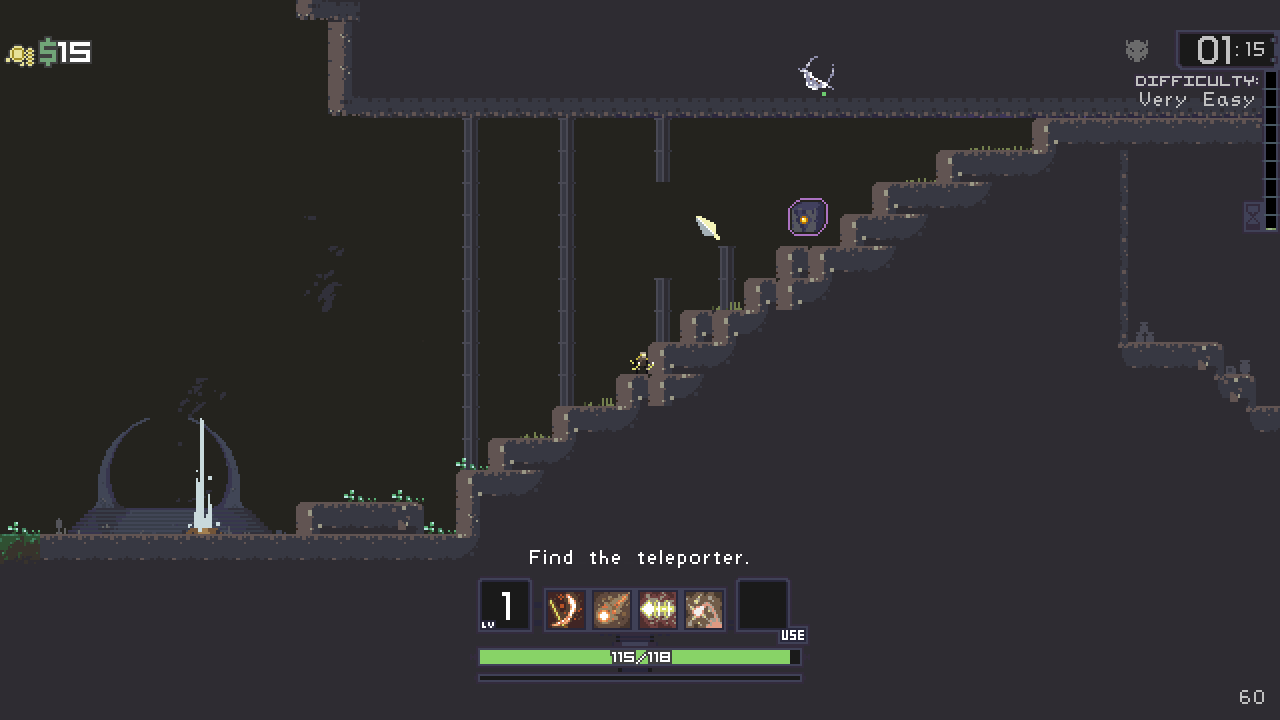 $15
01:15
DIFFICULTY:
Very Easy
Find the teleporter.
1
LV
USE
115/118
60